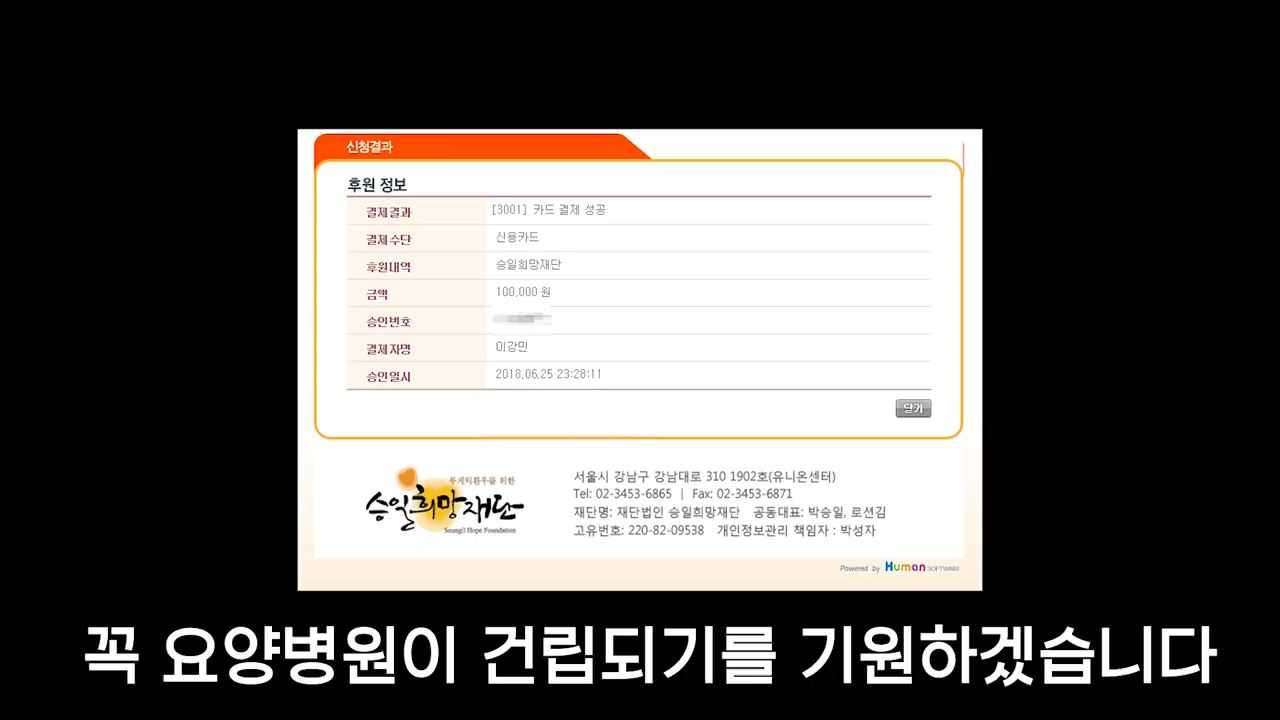 신청결과
후원 정보
결제결과 [3001] 카드 결제 성공
결제수단 신용카드
후원내역 승일희망재단
금액 100,000 원
승인번호
결제자명 이강민
승인일시 2018.06.25 23:28:11
닫기
루게릭환우를 위한
승일희망재단
Seungil Hope Foundation
서울시 강남구 강남대로 310 1902호(유니온센터)
Tel: 02-3453-6865 | Fax: 02-3453-6871
재단명: 재단법인 승일희망재단 공동대표: 박승일, 로션김
고유번호: 220-82-09538 개인정보관리 책임자 : 박성자
Powered by Human SOFTWARE
꼭 요양병원이 건립되기를 기원하겠습니다